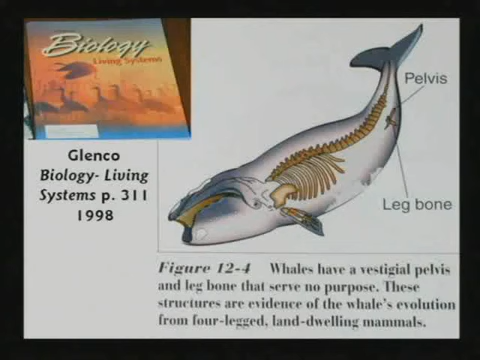 Biology
Living Systems
Glenco
Biology- Living
Systems p. 311
1998
Pelvis
Leg bone
Figure 12-4 Whales have a vestigial pelvis
and leg bone that serve no purpose. These
structures are evidence of the whale's evolution
from four-legged, land-dwelling mammals.